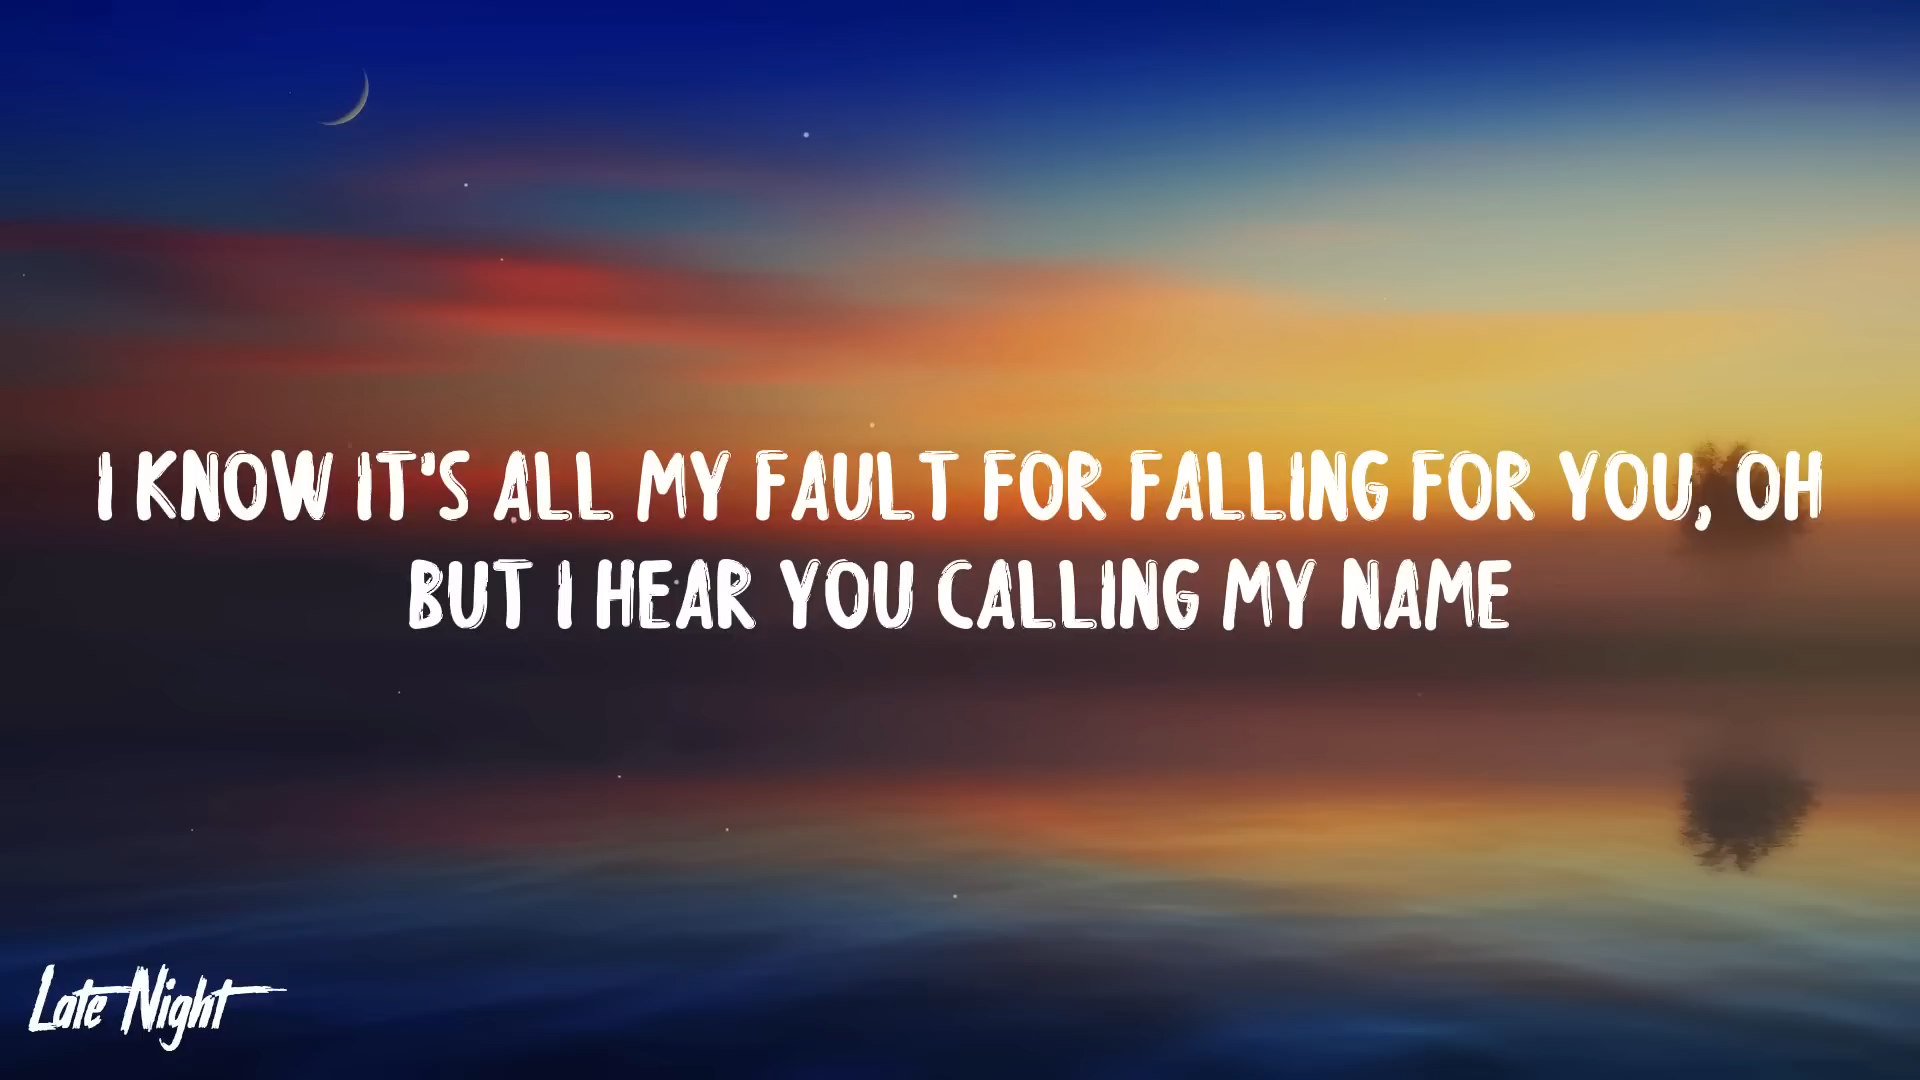 I KNOW IT'S ALL MY FAULT FOR FALLING FOR YOU, OH
BUT I HEAR YOU CALLING MY NAME
Late Night